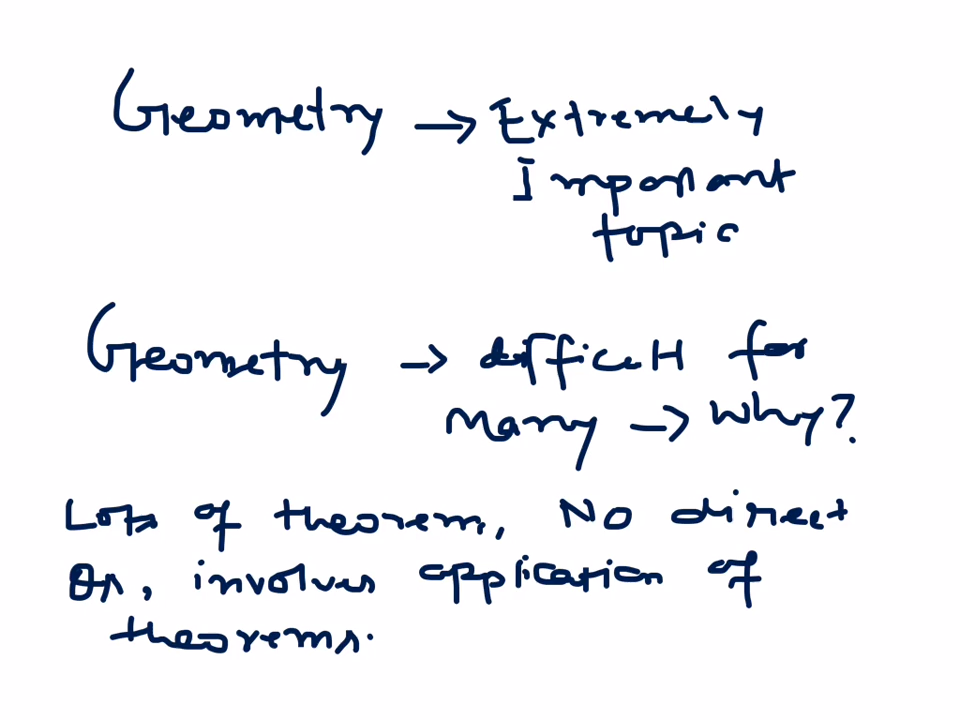 Geometry → Extremely
Important
topic
Geometry → difficult for
Many → Why?
Lots of theorem, No direct
Qs, involves application of
theorems.